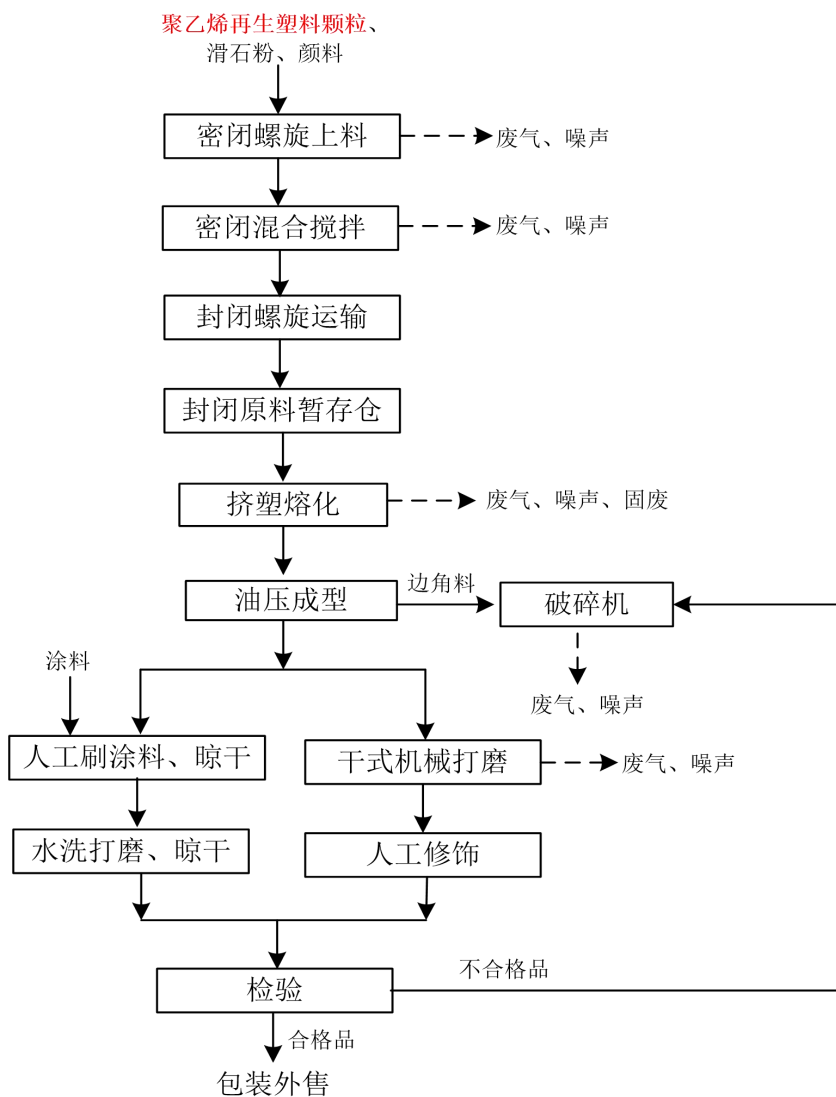 聚乙烯再生塑料颗粒、
滑石粉、颜料
密闭螺旋上料
废气、噪声
密闭混合搅拌
废气、噪声
封闭螺旋运输
封闭原料暂存仓
挤塑熔化
废气、噪声、固废
油压成型
边角料
破碎机
废气、噪声
涂料
人工刷涂料、晾干
干式机械打磨
废气、噪声
水洗打磨、晾干
人工修饰
检验
不合格品
合格品
包装外售